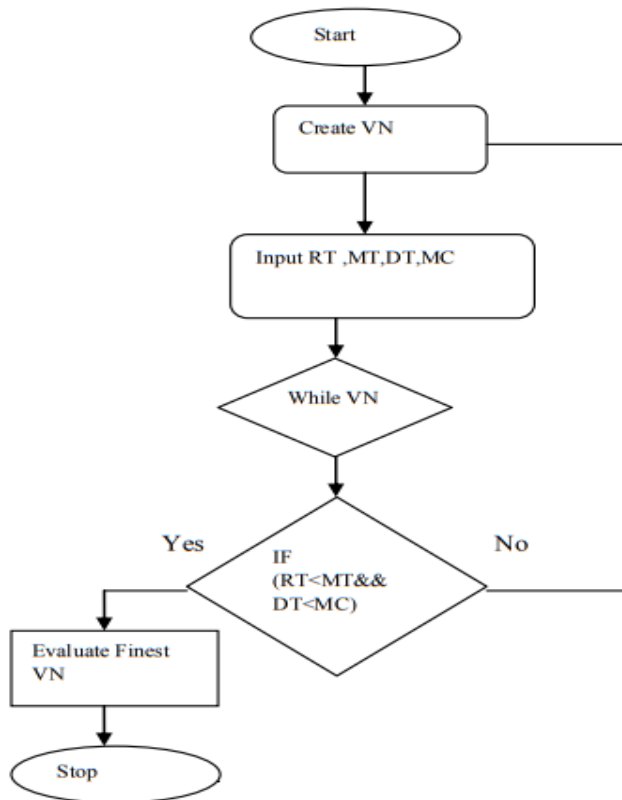 Start
Create VN
Input RT ,MT,DT,MC
While VN
Yes
No
IF
(RT<MT&&
DT<MC)
Evaluate Finest
VN
Stop